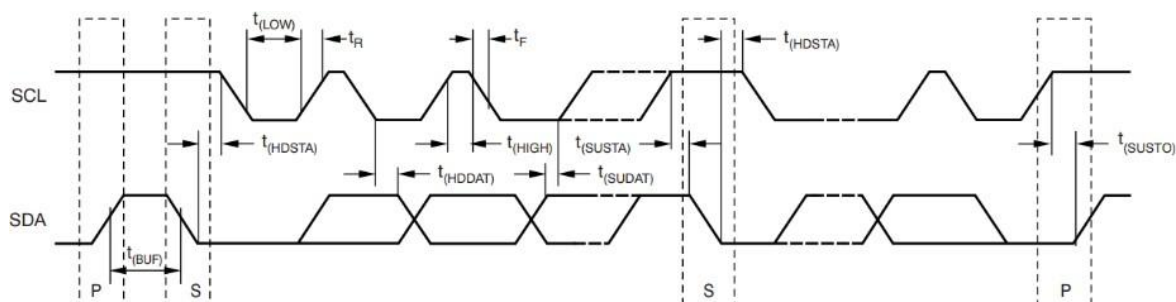 t(LOW)
tR
tF
t(HDSTA)
SCL
t(HDSTA)
t(HIGH)
t(SUSTA)
t(SUSTO)
t(HDDAT)
t(SUDAT)
SDA
t(BUF)
P
S
S
P